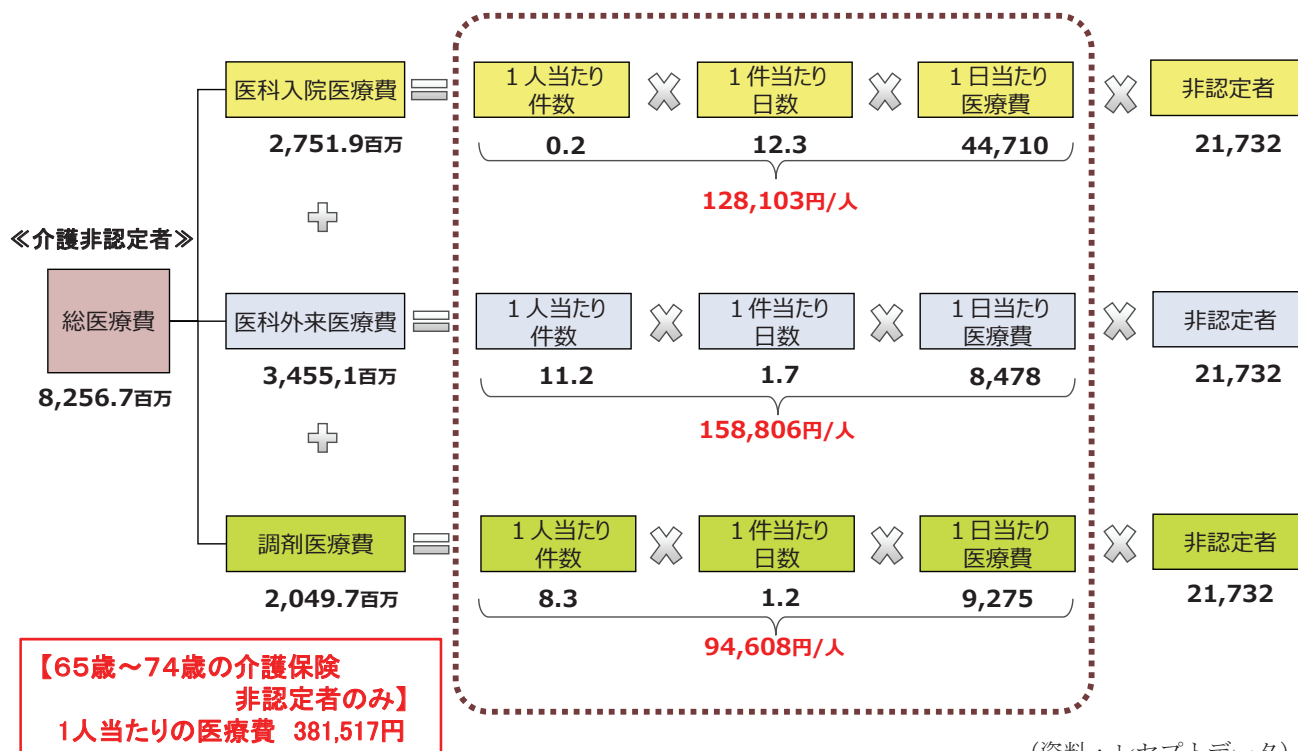 医科入院医療費
1人当たり
件数
1件当たり
日数
1日当たり
医療費
非認定者
2,751.9百万
0.2
12.3
44,710
21,732
128,103円/人
≪介護非認定者≫
総医療費
8,256.7百万
医科外来医療費
1人当たり
件数
1件当たり
日数
1日当たり
医療費
非認定者
3,455,1百万
11.2
1.7
8,478
21,732
158,806円/人
調剤医療費
1人当たり
件数
1件当たり
日数
1日当たり
医療費
非認定者
2,049.7百万
8.3
1.2
9,275
21,732
94,608円/人
【65歳～74歳の介護保険
非認定者のみ】
1人当たりの医療費 381,517円
(資料：レセプトデータ)